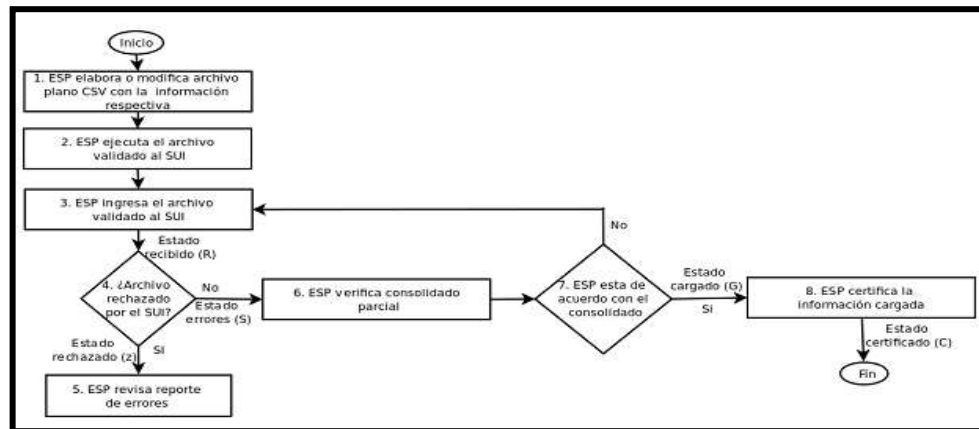 Inicio
1. ESP elabora o modifica archivo
plano CSV con la información
respectiva
2. ESP ejecuta el archivo
validado al SUI
3. ESP ingresa el archivo
validado al SUI
Estado
recibido (R)
4. ¿Archivo
rechazado
por el SUI?
No
Estado
errores (S)
Estado
rechazado (z)
Si
5. ESP revisa reporte
de errores
6. ESP verifica consolidado
parcial
7. ESP esta de
acuerdo con el
consolidado
No
Estado
cargado (G)
Si
8. ESP certifica la
información cargada
Estado
certificado (C)
Fin